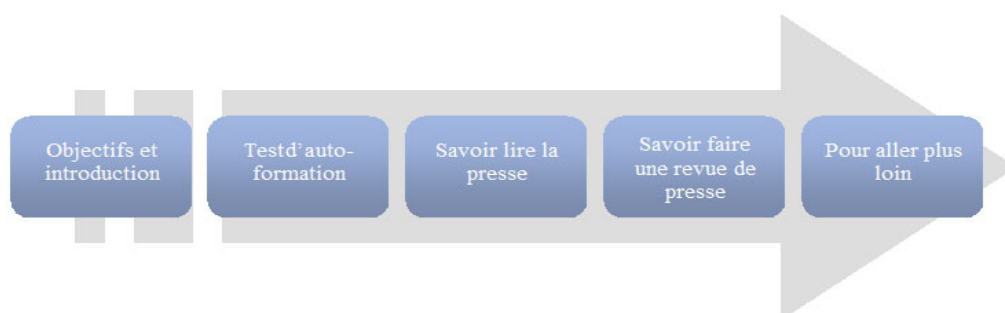 Objectifs et
introduction
Testd'auto-
formation
Savoir lire la
presse
Savoir faire
une revue de
presse
Pour aller plus
loin